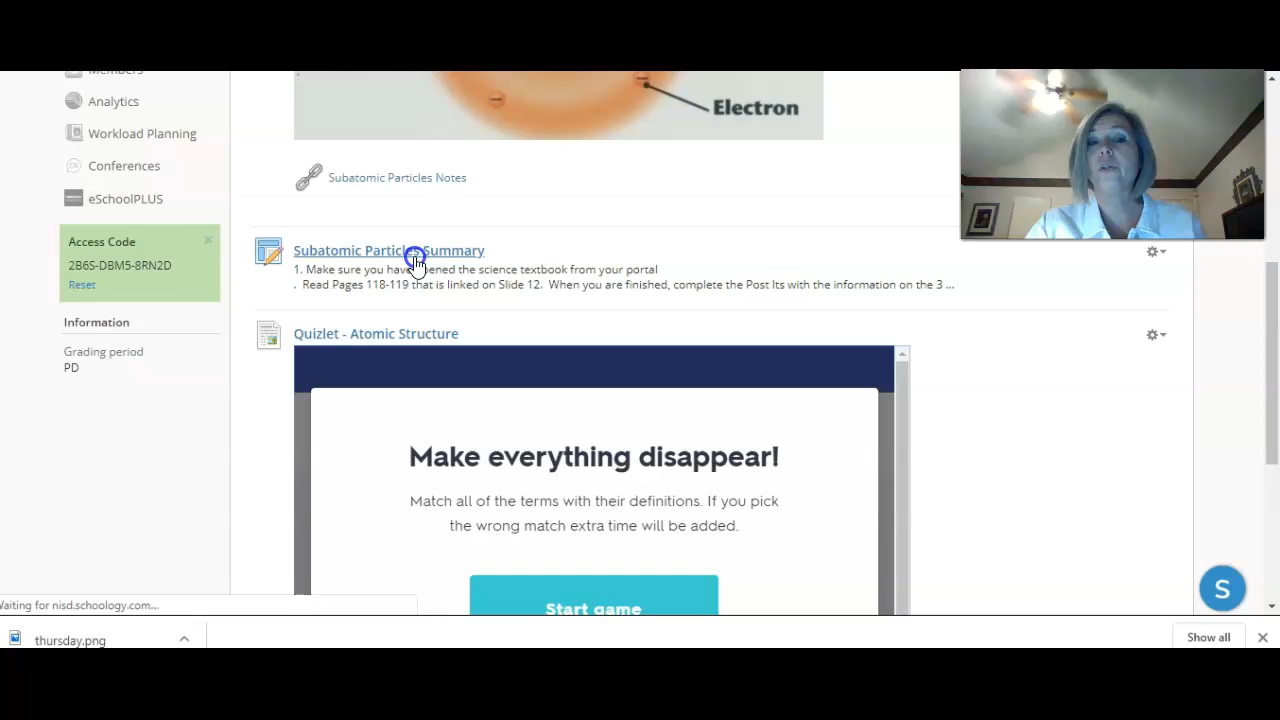 Members
Analytics
Workload Planning
Conferences
eSchoolPLUS
Access Code
2B6S-DBM5-8RN2D
Reset
Information
Grading period
PD
Electron
Subatomic Particles Notes
Subatomic Particles Summary
1. Make sure you have opened the science textbook from your portal
. Read Pages 118-119 that is linked on Slide 12. When you are finished, complete the Post Its with the information on the 3 ...
Quizlet - Atomic Structure
Make everything disappear!
Match all of the terms with their definitions. If you pick
the wrong match extra time will be added.
Start game
S
Waiting for nisd.schoology.com...
thursday.png
Show all